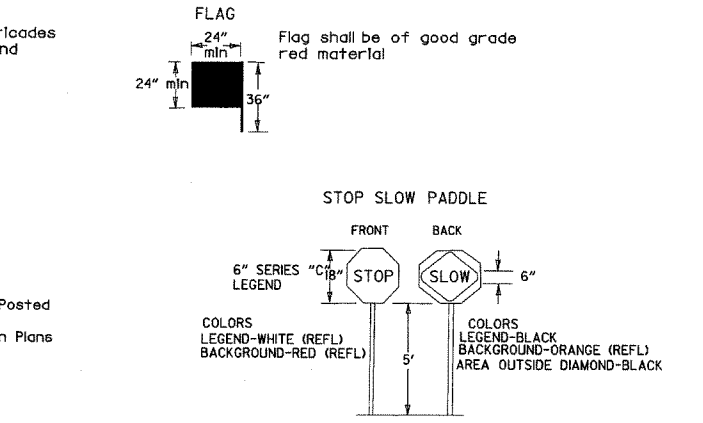 ricades
nd
FLAG
24"
min
Flag shall be of good grade
red material
24" min
36"
STOP SLOW PADDLE
FRONT
BACK
6" SERIES "C"
LEGEND
18"
STOP
SLOW
6"
Posted
n Plans
COLORS
LEGEND-WHITE (REFL)
BACKGROUND-RED (REFL)
5'
COLORS
LEGEND-BLACK
BACKGROUND-ORANGE (REFL)
AREA OUTSIDE DIAMOND-BLACK